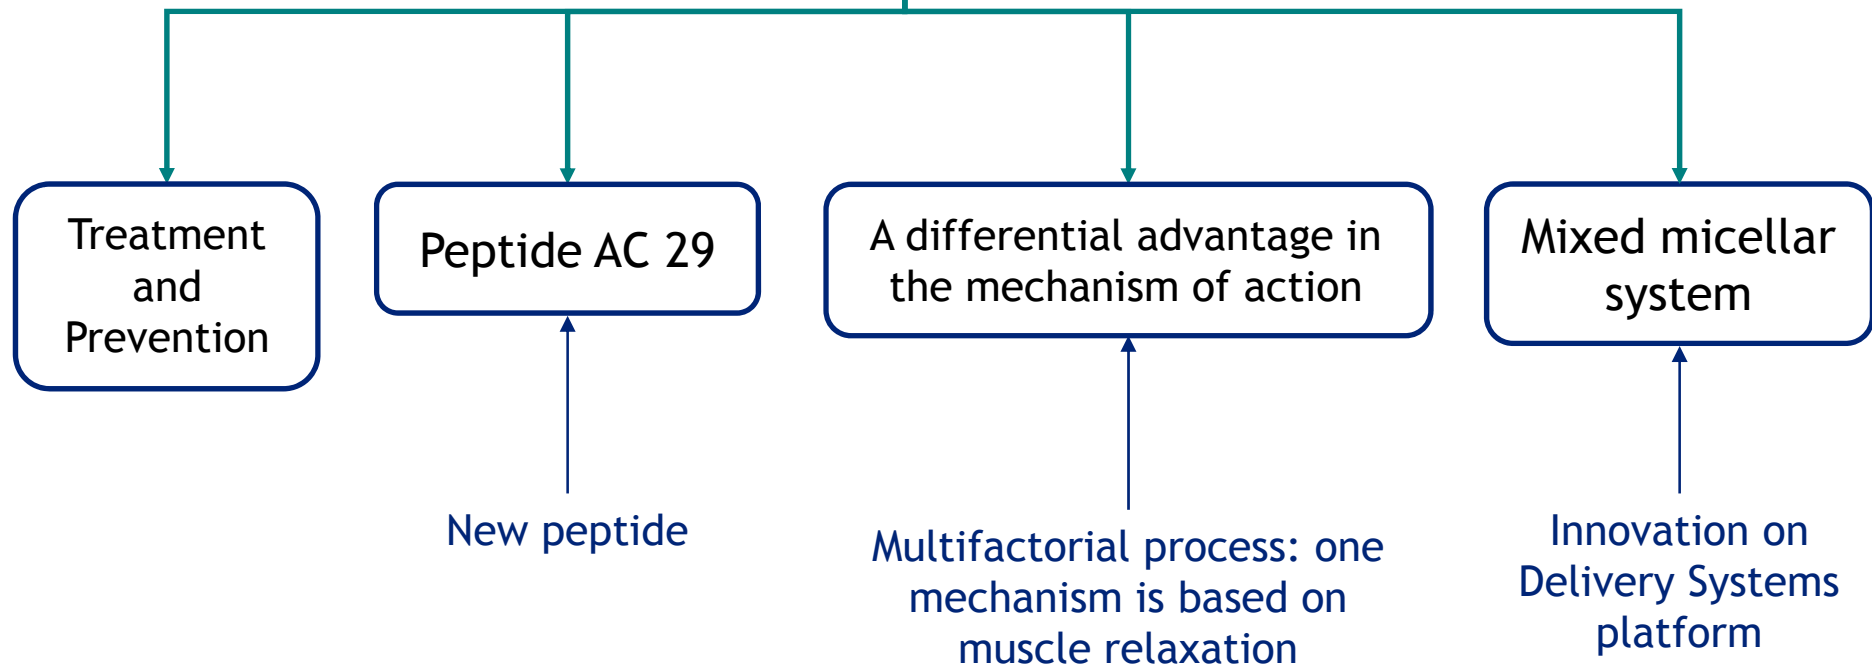 Treatment
and
Prevention
Peptide AC 29
A differential advantage in
the mechanism of action
Mixed micellar
system
New peptide
Multifactorial process: one
mechanism is based on
muscle relaxation
Innovation on
Delivery Systems
platform